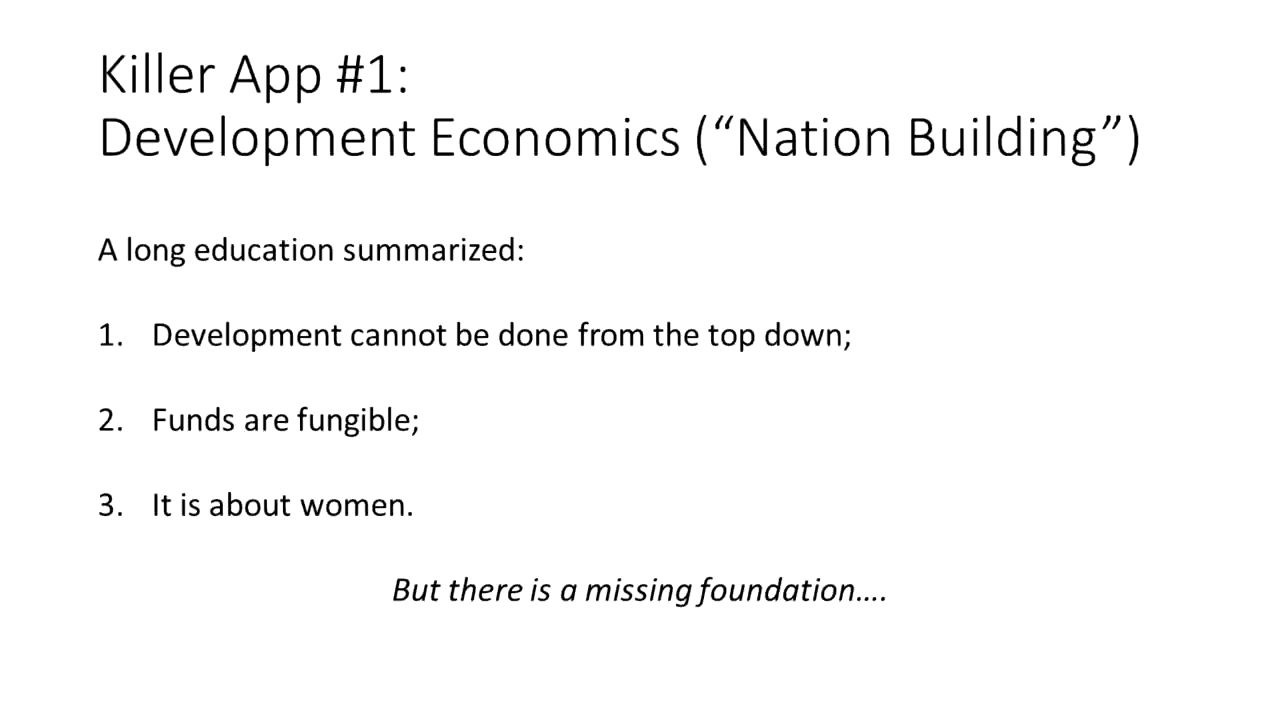 Killer App #1:
Development Economics (“Nation Building”)
A long education summarized:
1. Development cannot be done from the top down;
2. Funds are fungible;
3. It is about women.
But there is a missing foundation….